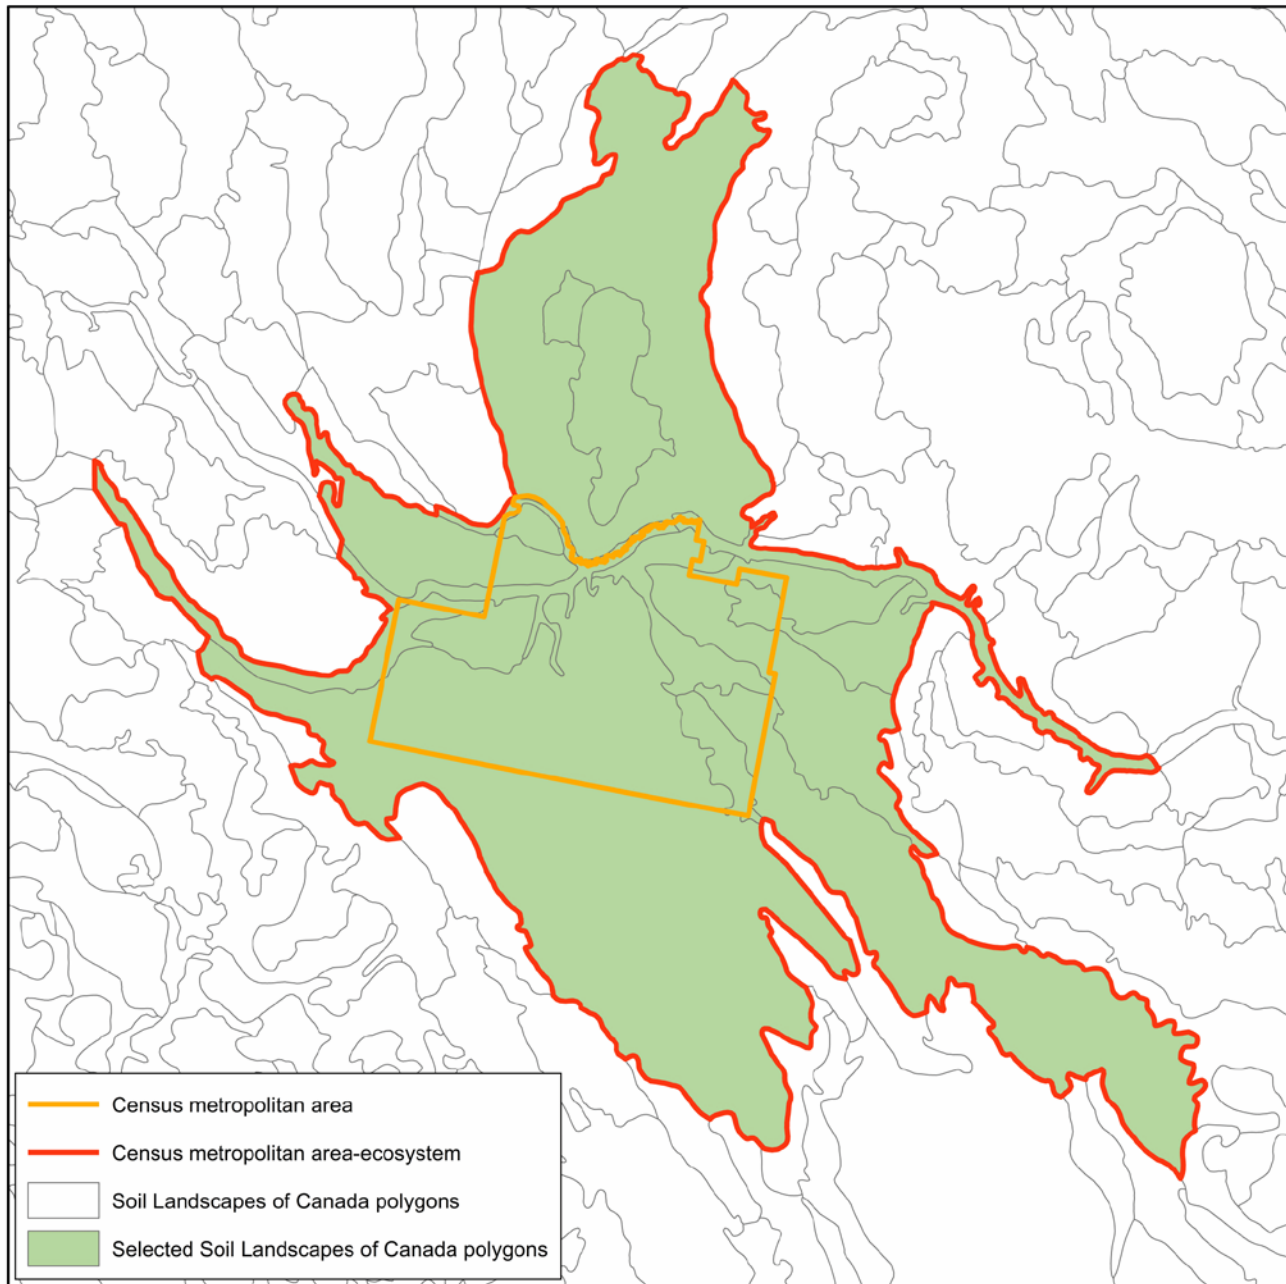 Census metropolitan area
Census metropolitan area-ecosystem
Soil Landscapes of Canada polygons
Selected Soil Landscapes of Canada polygons